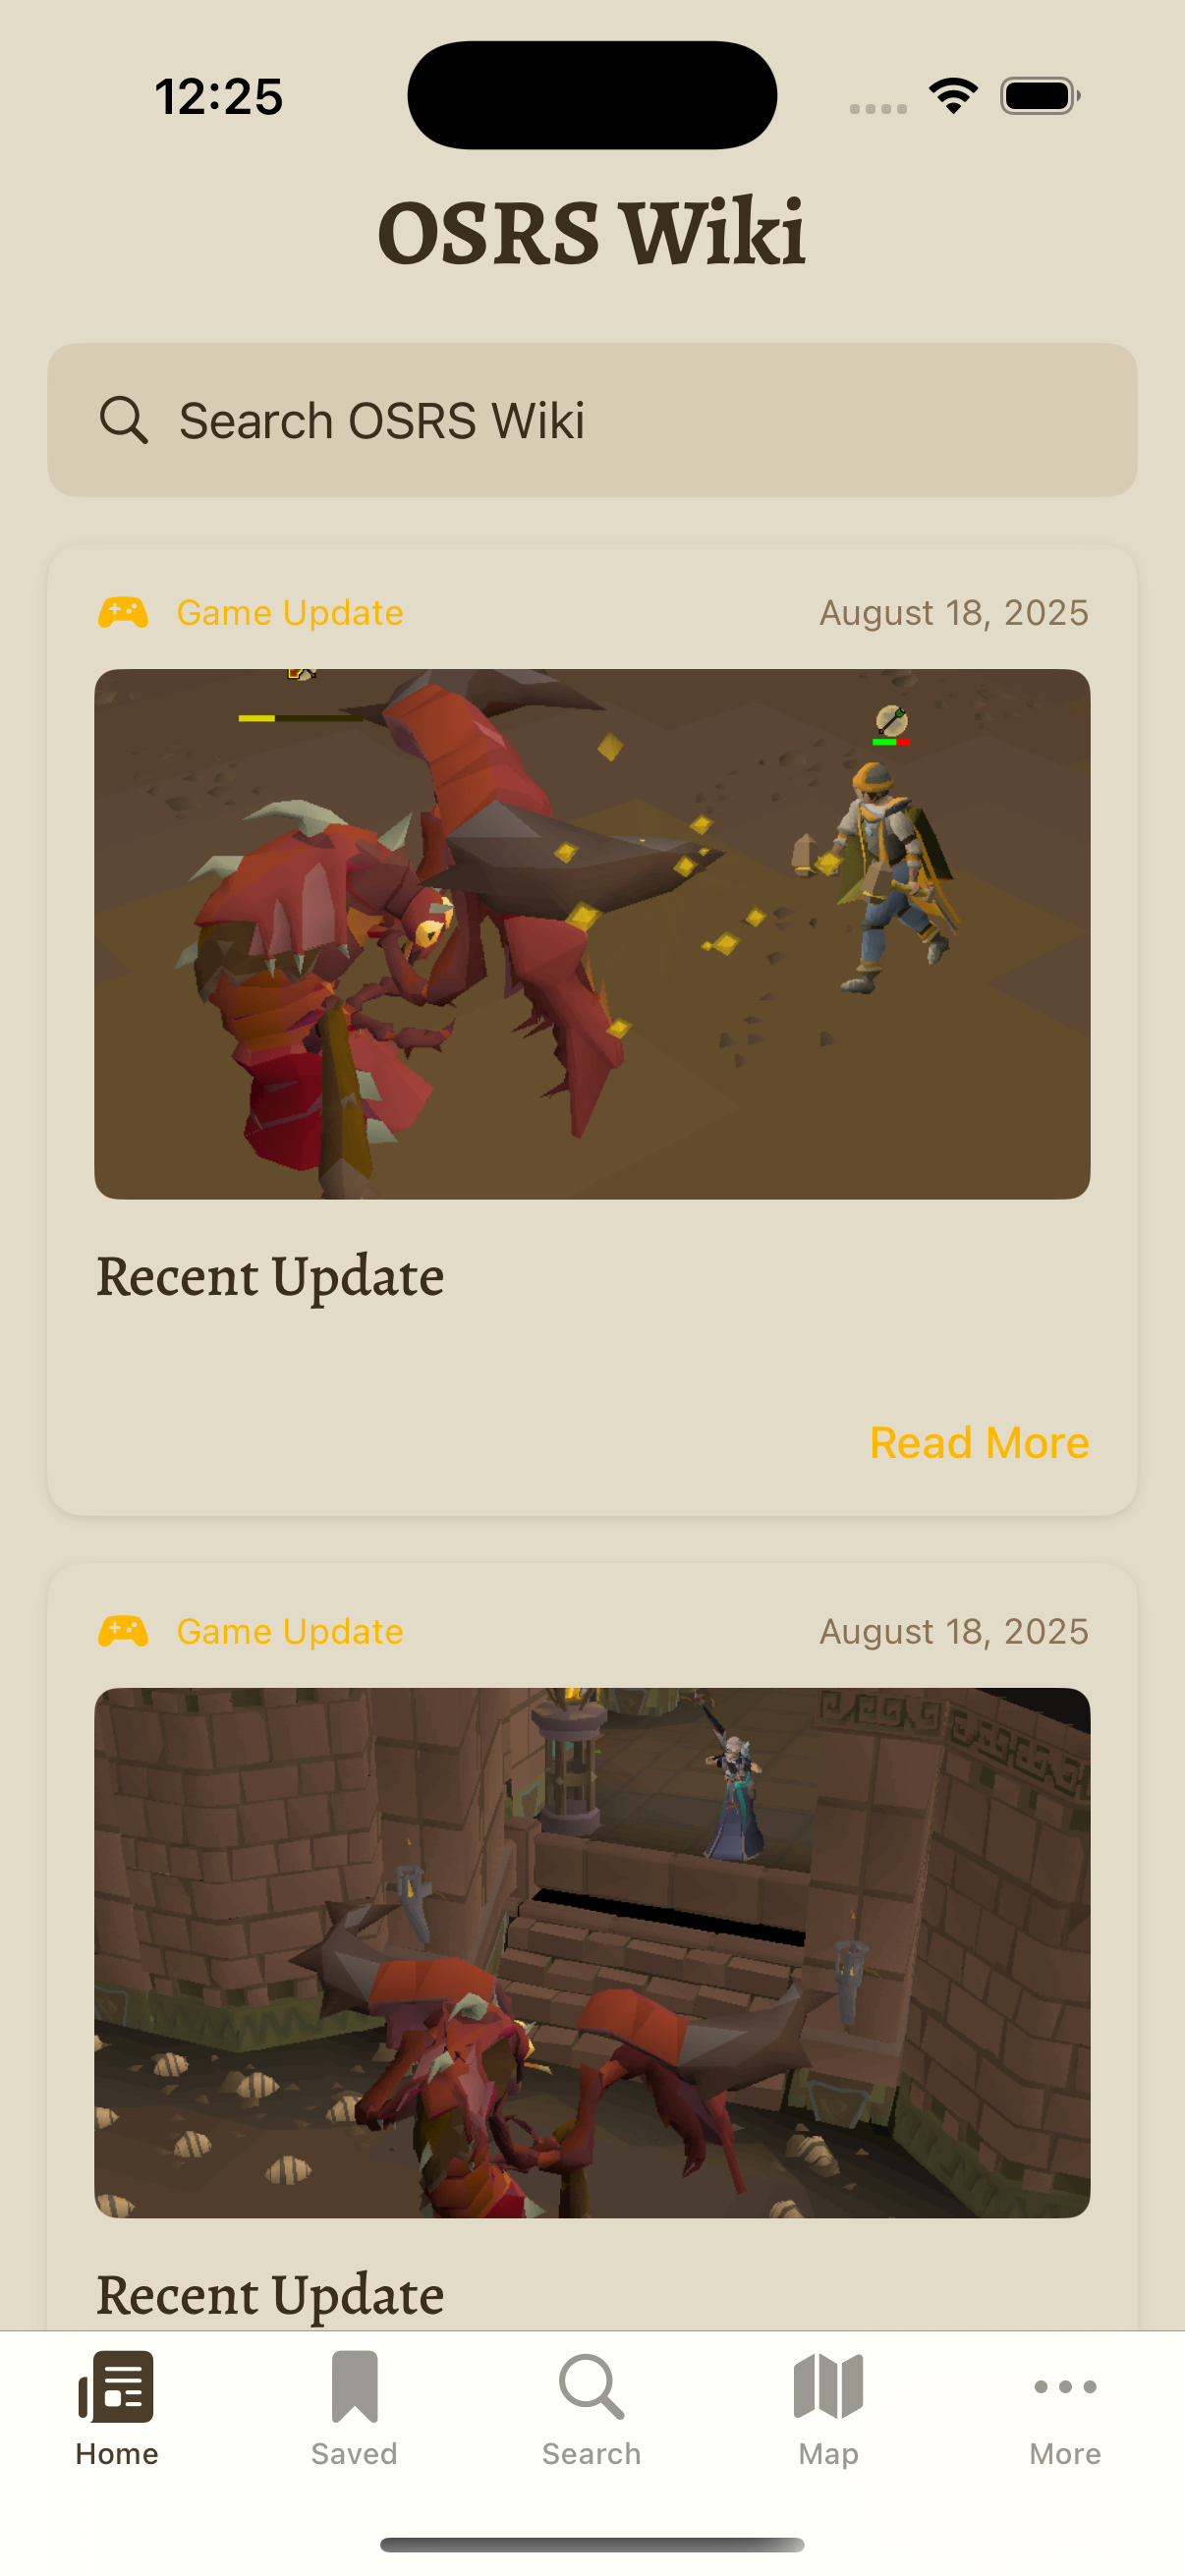 12:25
OSRS Wiki
Search OSRS Wiki
Game Update August 18, 2025
Recent Update
Read More
Game Update August 18, 2025
Recent Update
Home Saved Search Map More